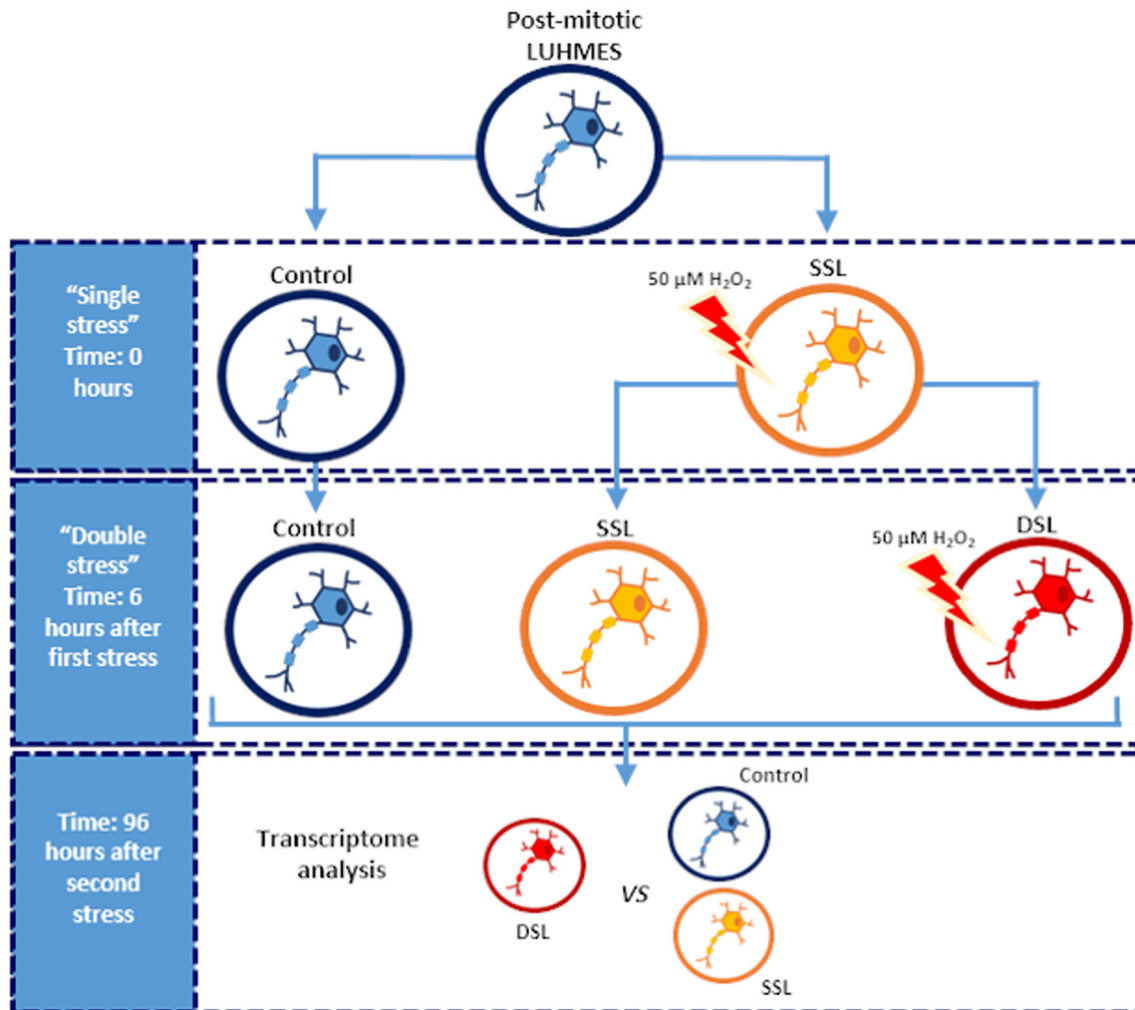 Post-mitotic
LUHMES
"Single
stress"
Time: 0
hours
Control
50 µM H₂O₂
SSL
"Double
stress"
Time: 6
hours after
first stress
Control
SSL
50 µM H₂O₂
DSL
Time: 96
hours after
second
stress
Transcriptome
analysis
DSL
VS
Control
SSL